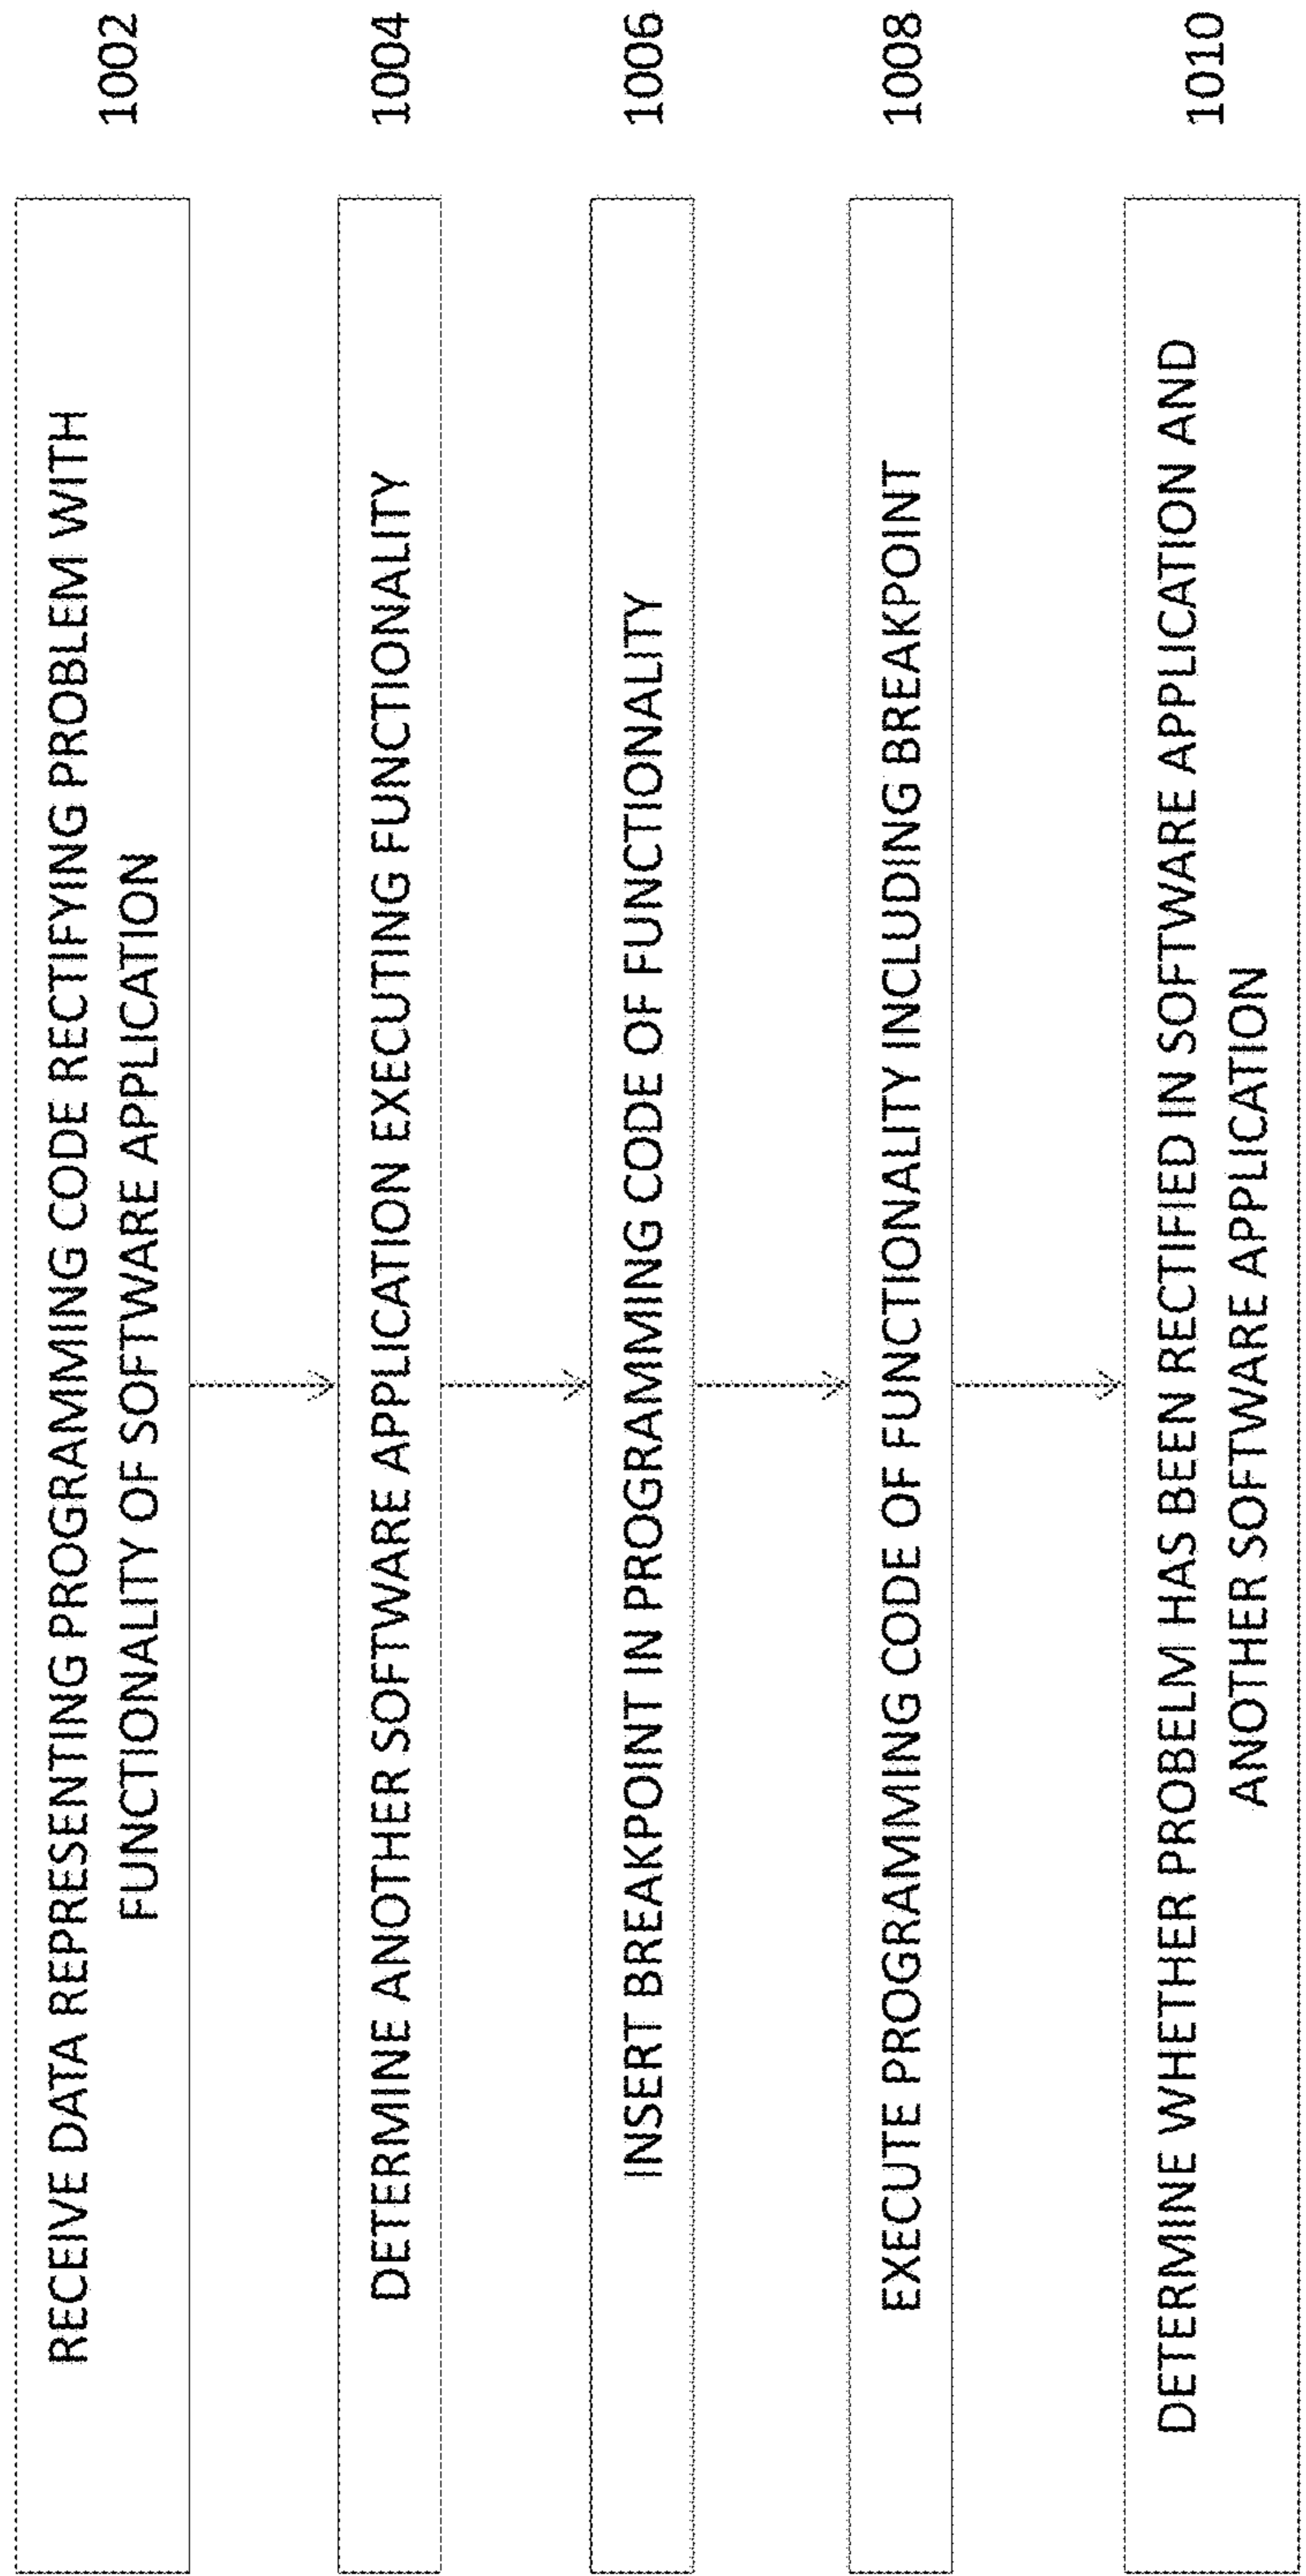 RECEIVE DATA REPRESENTING PROGRAMMING CODE RECTIFYING PROBLEM WITH
FUNCTIONALITY OF SOFTWARE APPLICATION
1002
DETERMINE ANOTHER SOFTWARE APPLICATION EXECUTING FUNCTIONALITY
1004
INSERT BREAKPOINT IN PROGRAMMING CODE OF FUNCTIONALITY
1006
EXECUTE PROGRAMMING CODE OF FUNCTIONALITY INCLUDING BREAKPOINT
1008
DETERMINE WHETHER PROBELM HAS BEEN RECTIFIED IN SOFTWARE APPLICATION AND
ANOTHER SOFTWARE APPLICATION
1010